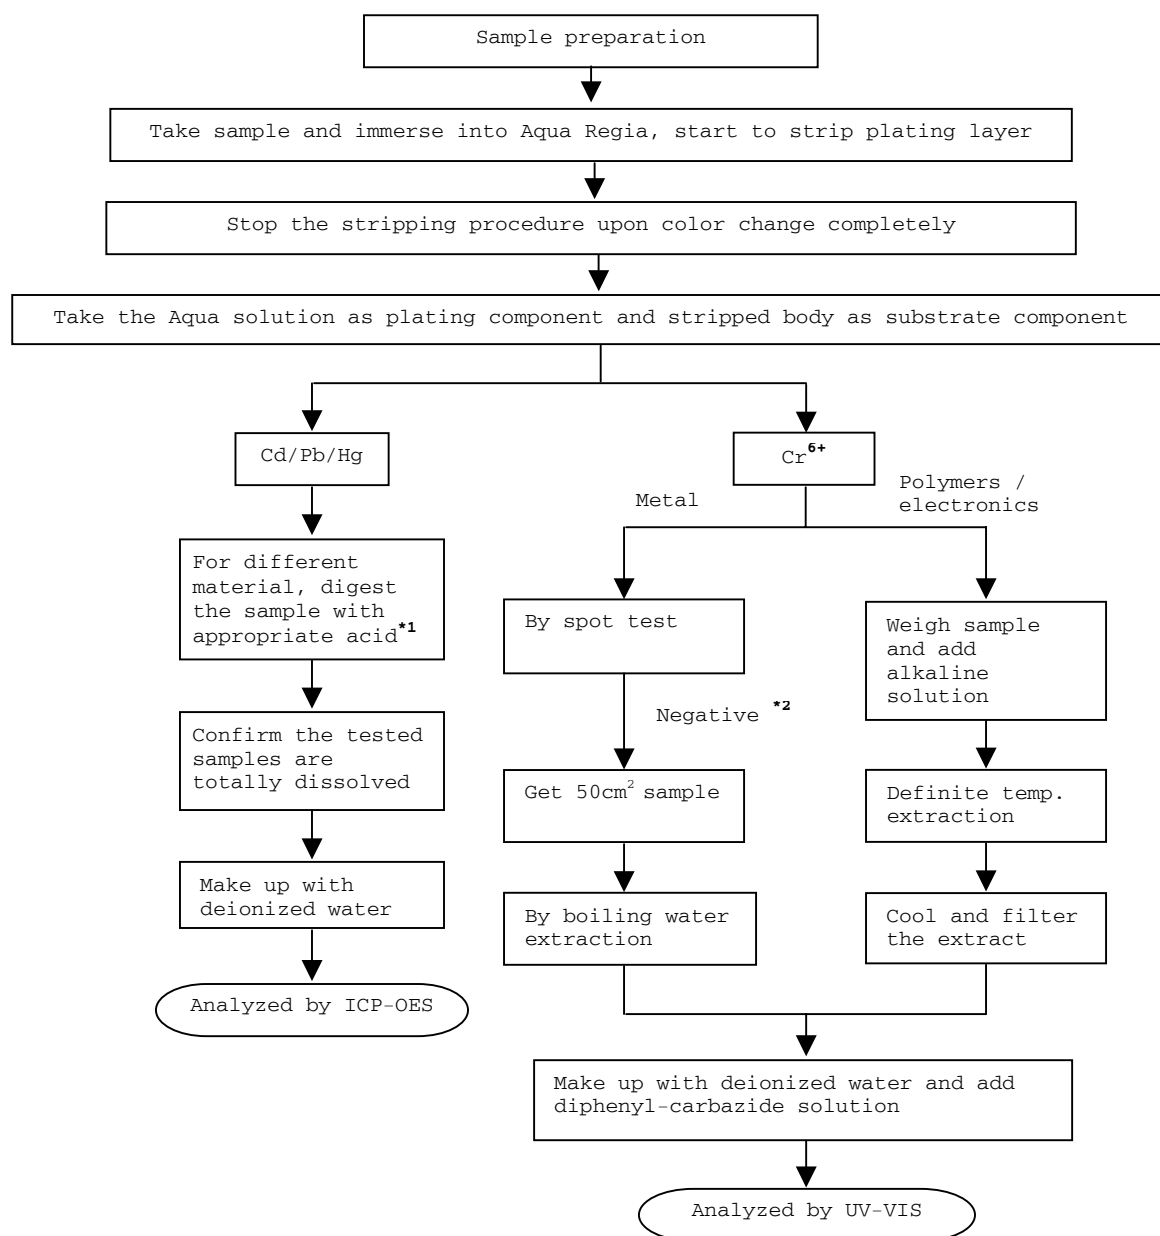 Sample preparation
Take sample and immerse into Aqua Regia, start to strip plating layer
Stop the stripping procedure upon color change completely
Take the Aqua solution as plating component and stripped body as substrate component
Cd/Pb/Hg
Cr⁶⁺
Metal
Polymers /
electronics
For different
material, digest
the sample with
appropriate acid*1
By spot test
Weigh sample
and add
alkaline
solution
Negative *2
Confirm the tested
samples are
totally dissolved
Get 50cm² sample
Definite temp.
extraction
Make up with
deionized water
By boiling water
extraction
Cool and filter
the extract
Analyzed by ICP-OES
Make up with deionized water and add
diphenyl-carbazide solution
Analyzed by UV-VIS